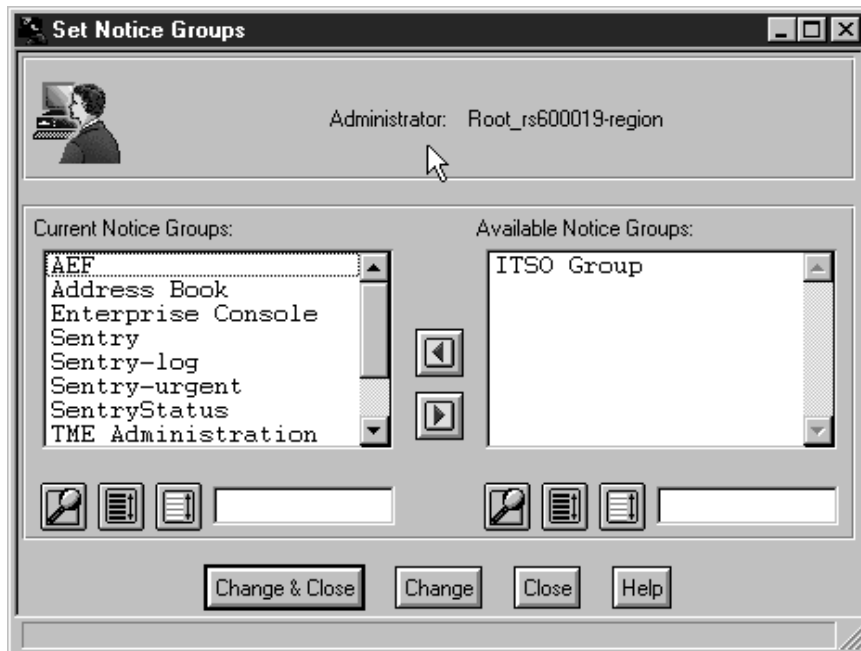 Set Notice Groups
Administrator: Root_rs600019-region
Current Notice Groups:
AEF
Address Book
Enterprise Console
Sentry
Sentry-log
Sentry-urgent
SentryStatus
TME Administration
Available Notice Groups:
ITSO Group
Change & Close
Change
Close
Help